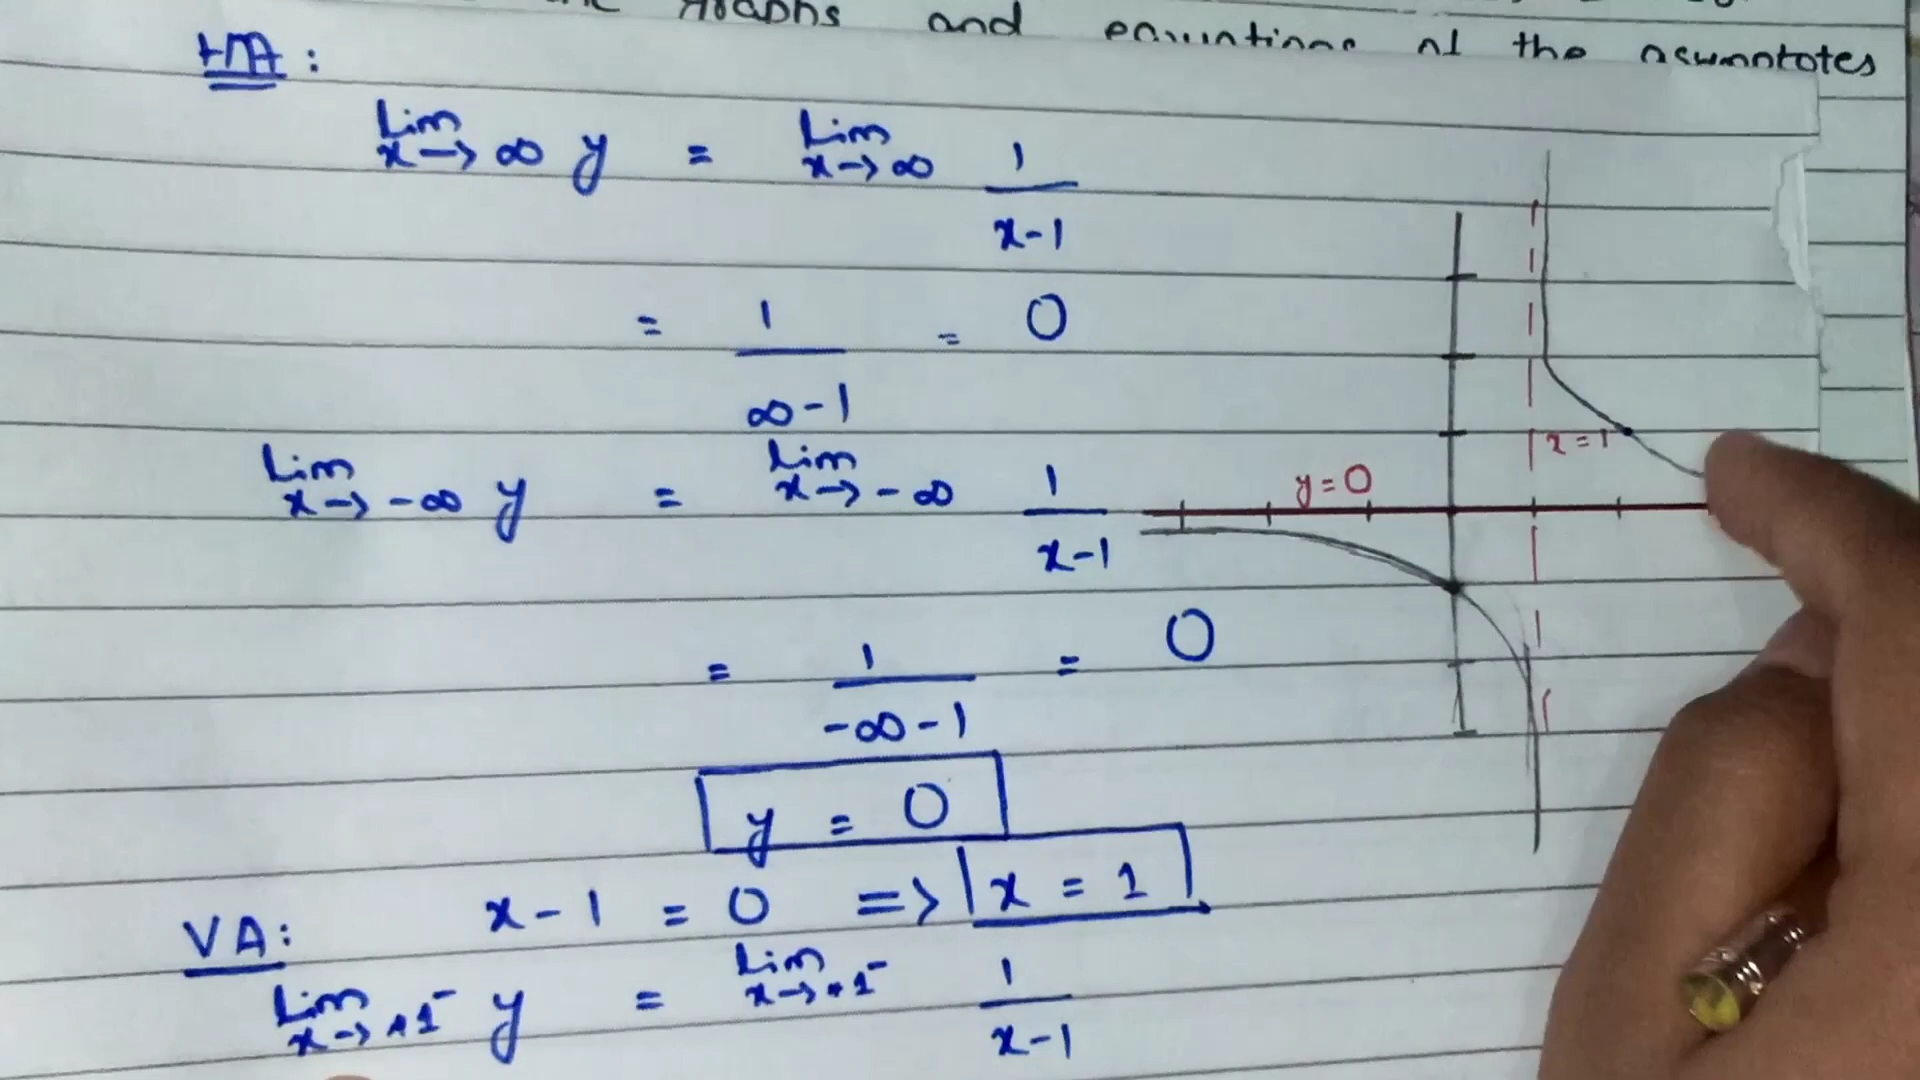 the Graphs and equations of the asymptotes
HA :
Lim x→∞ y = Lim x→∞ 1/(x-1)
= 1/(∞-1) = 0
Lim x→-∞ y = Lim x→-∞ 1/(x-1)
= 1/(-∞-1) = 0
y = 0
VA: x-1 = 0 => x = 1
Lim x→1⁻ y = Lim x→1⁻ 1/(x-1)
x=1
y=0